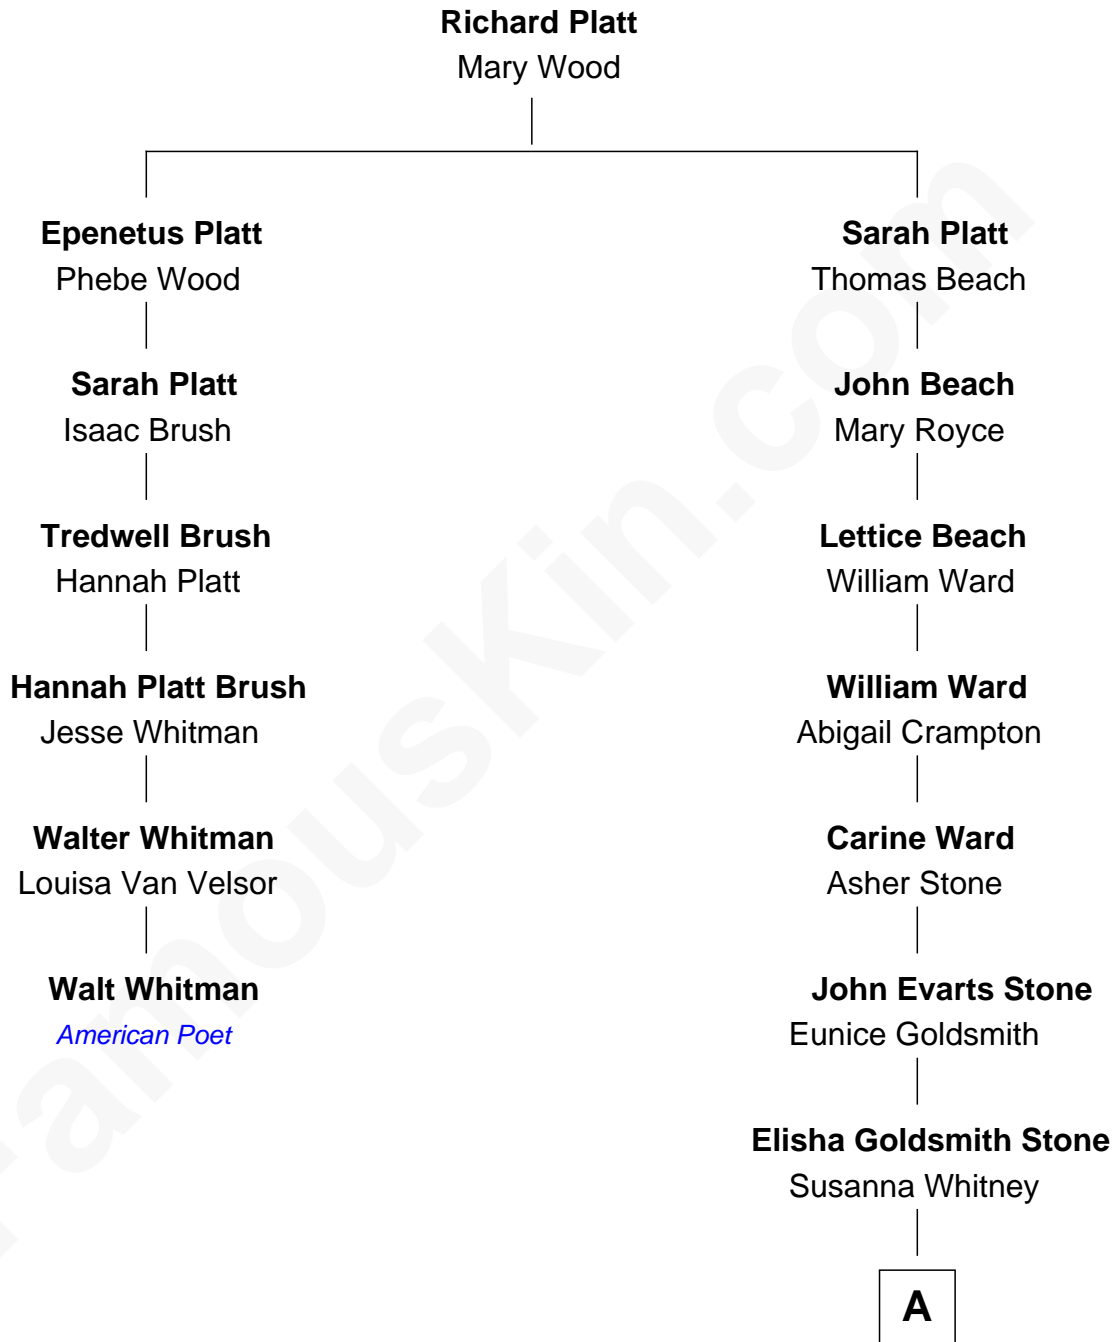 Richard Platt
Mary Wood
Epenetus Platt
Phebe Wood
Sarah Platt
Thomas Beach
Sarah Platt
Isaac Brush
John Beach
Mary Royce
Tredwell Brush
Hannah Platt
Lettice Beach
William Ward
Hannah Platt Brush
Jesse Whitman
William Ward
Abigail Crampton
Walter Whitman
Louisa Van Velsor
Carine Ward
Asher Stone
Walt Whitman
American Poet
John Evarts Stone
Eunice Goldsmith
Elisha Goldsmith Stone
Susanna Whitney
A
FamousKin.com